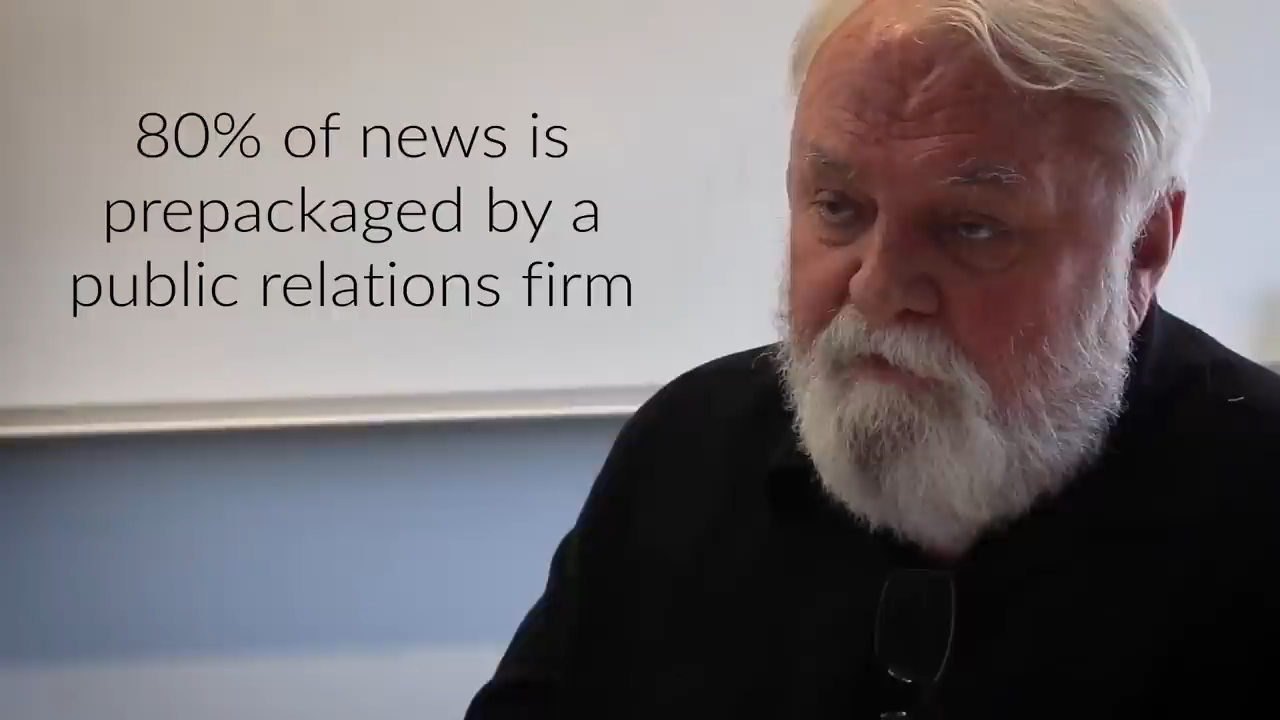 80% of news is
prepackaged by a
public relations firm